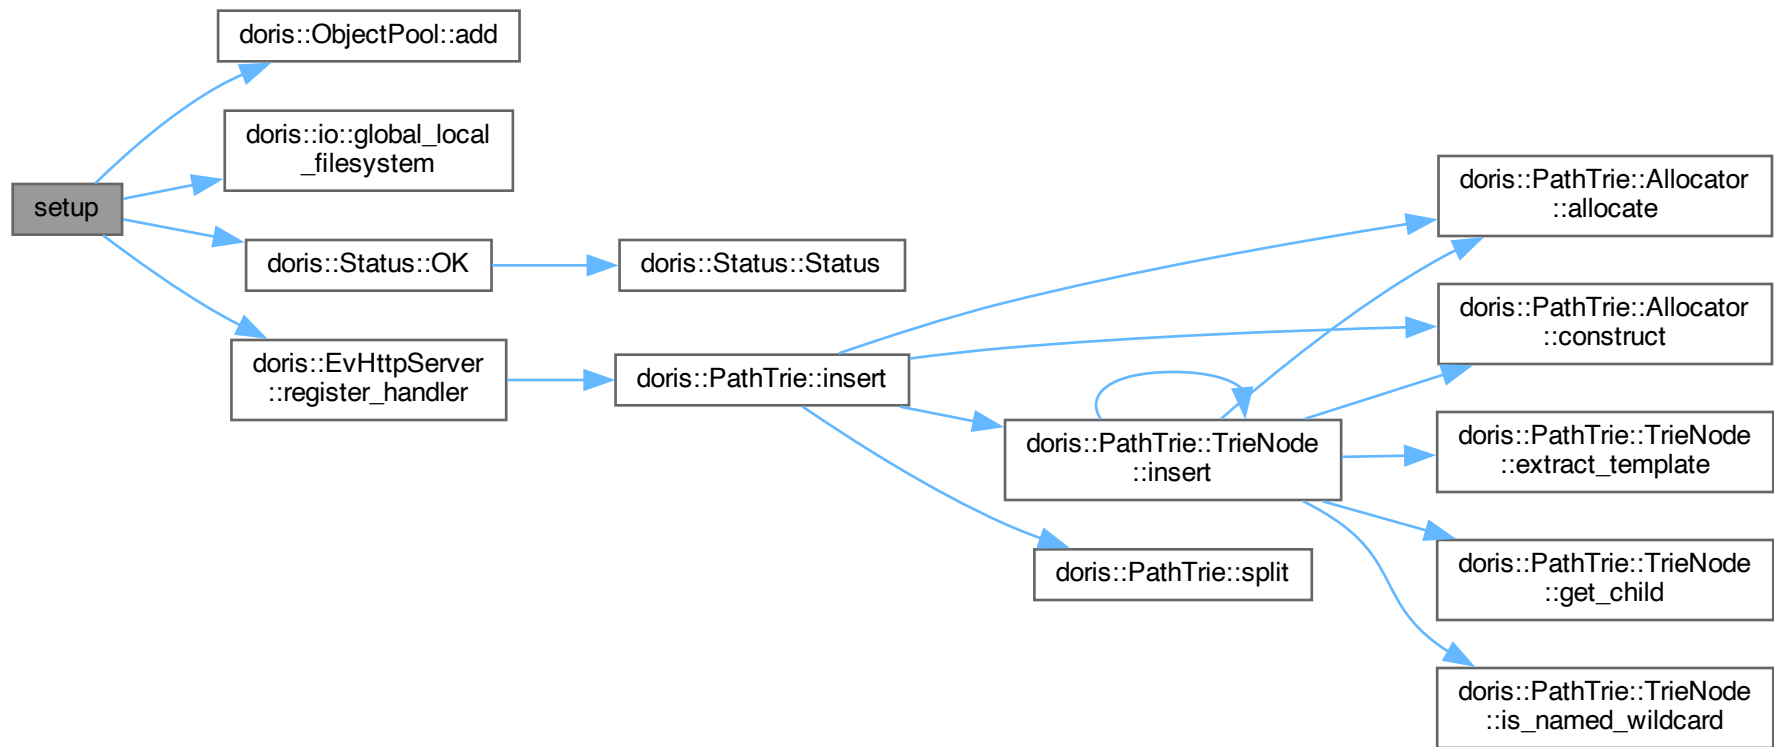 doris::ObjectPool::add
doris::io::global_local
_filesystem
setup
doris::Status::OK
doris::Status::Status
doris::EvHttpServer
::register_handler
doris::PathTrie::insert
doris::PathTrie::Allocator
::allocate
doris::PathTrie::Allocator
::construct
doris::PathTrie::TrieNode
::insert
doris::PathTrie::TrieNode
::extract_template
doris::PathTrie::split
doris::PathTrie::TrieNode
::get_child
doris::PathTrie::TrieNode
::is_named_wildcard